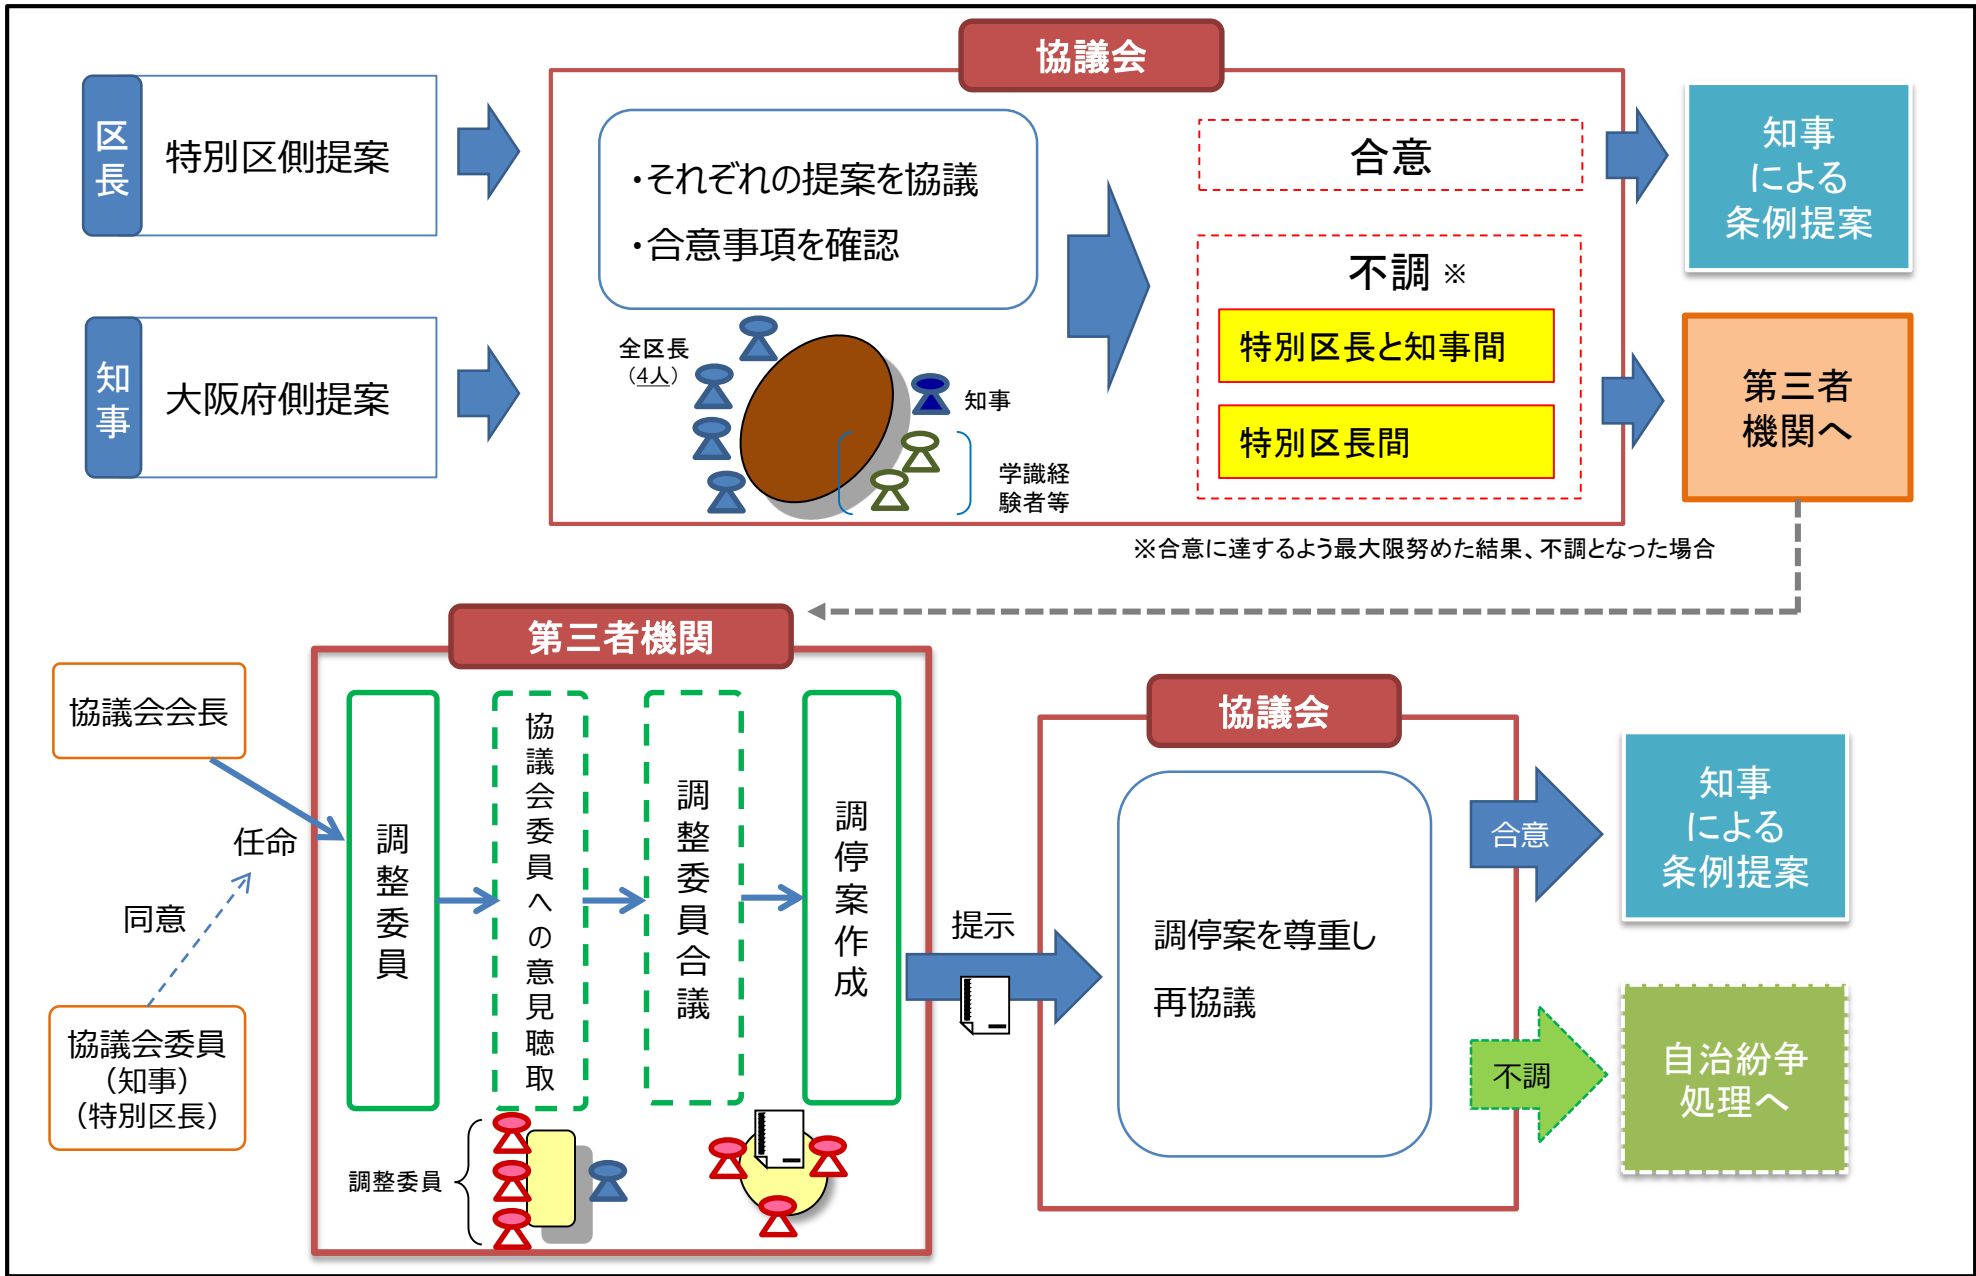 協議会
区長
特別区側提案
知事
大阪府側提案
・それぞれの提案を協議
・合意事項を確認
全区長
（4人）
知事
学識経
験者等
合意
不調 ※
特別区長と知事間
特別区長間
知事
による
条例提案
第三者
機関へ
※合意に達するよう最大限努めた結果、不調となった場合
第三者機関
協議会会長
任命
同意
協議会委員
（知事）
（特別区長）
調整委員
協議会委員への意見聴取
調整委員合議
調停案作成
調整委員
提示
協議会
調停案を尊重し
再協議
合意
不調
知事
による
条例提案
自治紛争
処理へ